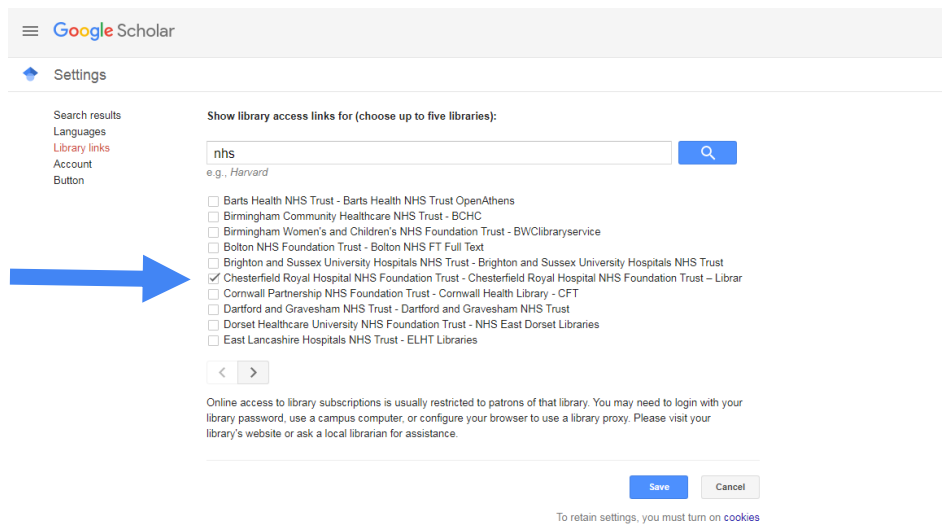 Google Scholar
Settings
Search results
Languages
Library links
Account
Button
Show library access links for (choose up to five libraries):
nhs
e.g., Harvard
Barts Health NHS Trust - Barts Health NHS Trust OpenAthens
Birmingham Community Healthcare NHS Trust - BCHC
Birmingham Women's and Children's NHS Foundation Trust - BWClibraryservice
Bolton NHS Foundation Trust - Bolton NHS FT Full Text
Brighton and Sussex University Hospitals NHS Trust - Brighton and Sussex University Hospitals NHS Trust
Chesterfield Royal Hospital NHS Foundation Trust - Chesterfield Royal Hospital NHS Foundation Trust – Librar
Cornwall Partnership NHS Foundation Trust - Cornwall Health Library - CFT
Dartford and Gravesham NHS Trust - Dartford and Gravesham NHS Trust
Dorset Healthcare University NHS Foundation Trust - NHS East Dorset Libraries
East Lancashire Hospitals NHS Trust - ELHT Libraries
Online access to library subscriptions is usually restricted to patrons of that library. You may need to login with your
library password, use a campus computer, or configure your browser to use a library proxy. Please visit your
library's website or ask a local librarian for assistance.
Save
Cancel
To retain settings, you must turn on cookies